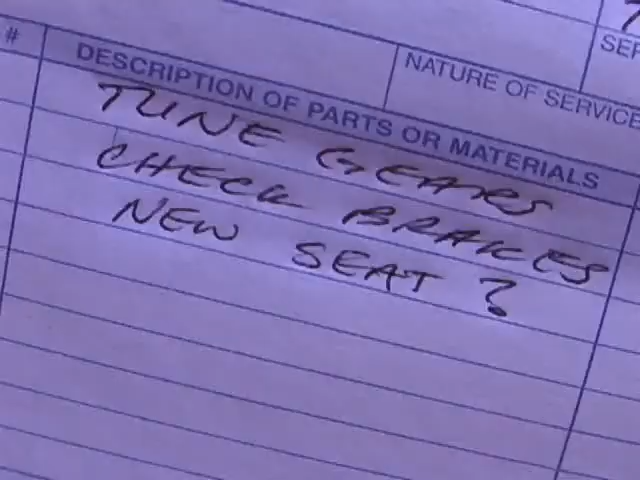 #
DESCRIPTION OF PARTS OR MATERIALS
NATURE OF SERVICE
TUNE GEARS
CHECK BRAKES
NEW SEAT ?